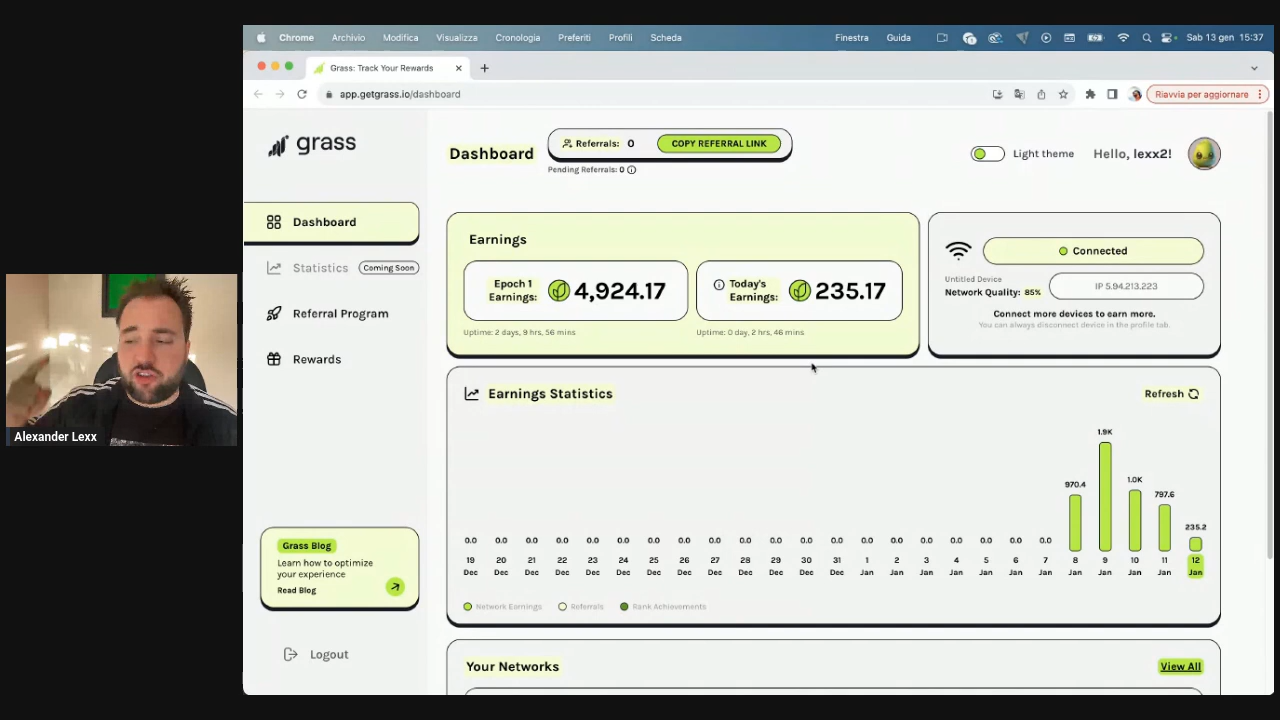 Chrome Archivio Modifica Visualizza Cronologia Preferiti Profili Scheda Finestra Guida Sab 13 gen 15:37
Grass: Track Your Rewards
app.getgrass.io/dashboard Riavvia per aggiornare
grass
Dashboard
Referrals: 0 COPY REFERRAL LINK
Pending Referrals: 0
Light theme
Hello, lexx2!
Dashboard
Statistics Coming Soon
Referral Program
Rewards
Earnings
Epoch 1
Earnings:
4,924.17
Uptime: 2 days, 9 hrs, 56 mins
Today's
Earnings:
235.17
Uptime: 0 day, 2 hrs, 46 mins
Connected
Untitled Device
Network Quality: 85%
IP 5.94.213.223
Connect more devices to earn more.
You can always disconnect device in the profile tab.
Earnings Statistics
Refresh
1.9K
970.4 1.0K 797.6 235.2
0.0 0.0 0.0 0.0 0.0 0.0 0.0 0.0 0.0 0.0 0.0 0.0 0.0 0.0 0.0 0.0 0.0 0.0 0.0 0.0
19 20 21 22 23 24 25 26 27 28 29 30 31 1 2 3 4 5 6 7 8 9 10 11 12
Dec Dec Dec Dec Dec Dec Dec Dec Dec Dec Dec Dec Dec Jan Jan Jan Jan Jan Jan Jan Jan Jan Jan Jan Jan
Network Earnings Referrals Rank Achievements
Alexander Lexx
Grass Blog
Learn how to optimize
your experience
Read Blog
Logout
Your Networks
View All